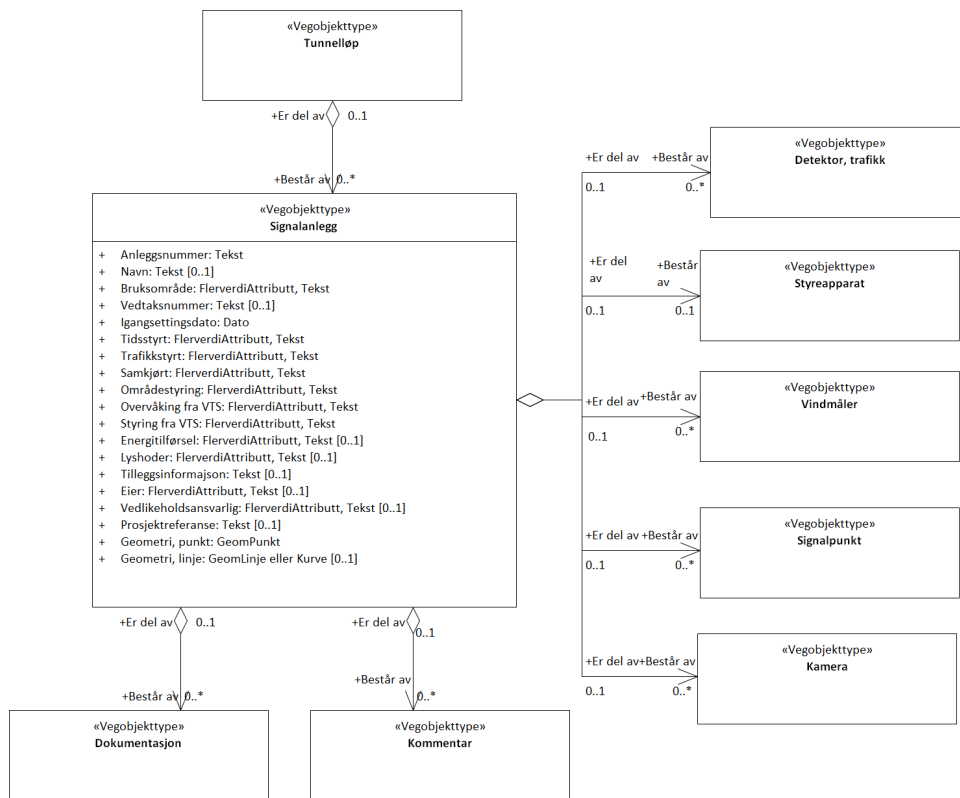 «Vegobjekttype»
Tunnelløp
+Er del av 0..1
+Består av 0..*
«Vegobjekttype»
Signalanlegg
+ Anleggsnummer: Tekst
+ Navn: Tekst [0..1]
+ Bruksområde: FlerverdiAttributt, Tekst
+ Vedtaksnummer: Tekst [0..1]
+ Igangsettingsdato: Dato
+ Tidsstyrt: FlerverdiAttributt, Tekst
+ Trafikkstyrt: FlerverdiAttributt, Tekst
+ Samkjørt: FlerverdiAttributt, Tekst
+ Områdestyring: FlerverdiAttributt, Tekst
+ Overvåking fra VTS: FlerverdiAttributt, Tekst
+ Styring fra VTS: FlerverdiAttributt, Tekst
+ Energitilførsel: FlerverdiAttributt, Tekst [0..1]
+ Lyshoder: FlerverdiAttributt, Tekst [0..1]
+ Tilleggsinformajson: Tekst [0..1]
+ Eier: FlerverdiAttributt, Tekst [0..1]
+ Vedlikeholdsansvarlig: FlerverdiAttributt, Tekst [0..1]
+ Prosjektreferanse: Tekst [0..1]
+ Geometri, punkt: GeomPunkt
+ Geometri, linje: GeomLinje eller Kurve [0..1]
+Er del av +Består av
0..1 0..*
«Vegobjekttype»
Detektor, trafikk
+Er del
av
+Består
av
0..1 0..1
«Vegobjekttype»
Styreapparat
+Er del av +Består av
0..1 0..*
«Vegobjekttype»
Vindmåler
+Er del av +Består av
0..1 0..*
«Vegobjekttype»
Signalpunkt
+Er del av +Består av
0..1 0..*
«Vegobjekttype»
Kamera
+Er del av 0..1
+Består av 0..*
«Vegobjekttype»
Dokumentasjon
+Er del av 0..1
+Består av
0..*
«Vegobjekttype»
Kommentar